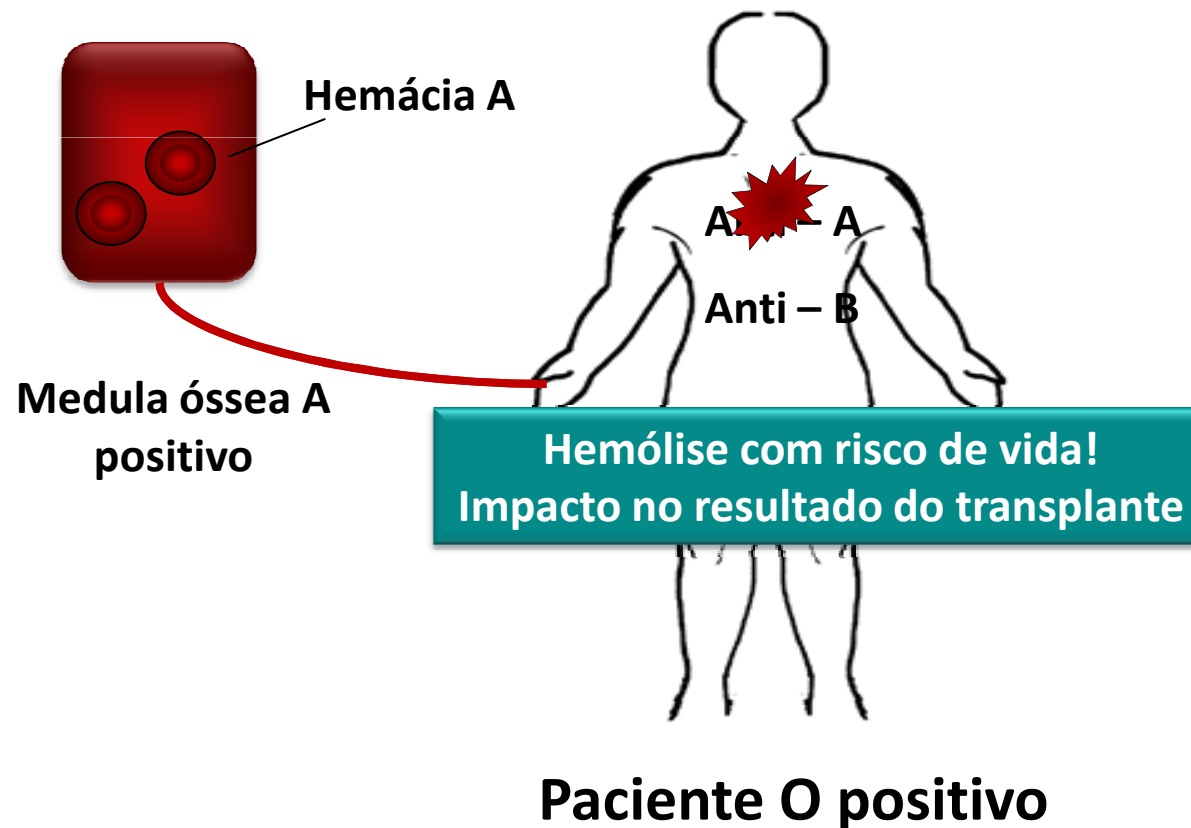 Hemácia A
A – A
Anti – B
Medula óssea A
positivo
Hemólise com risco de vida!
Impacto no resultado do transplante
Paciente O positivo